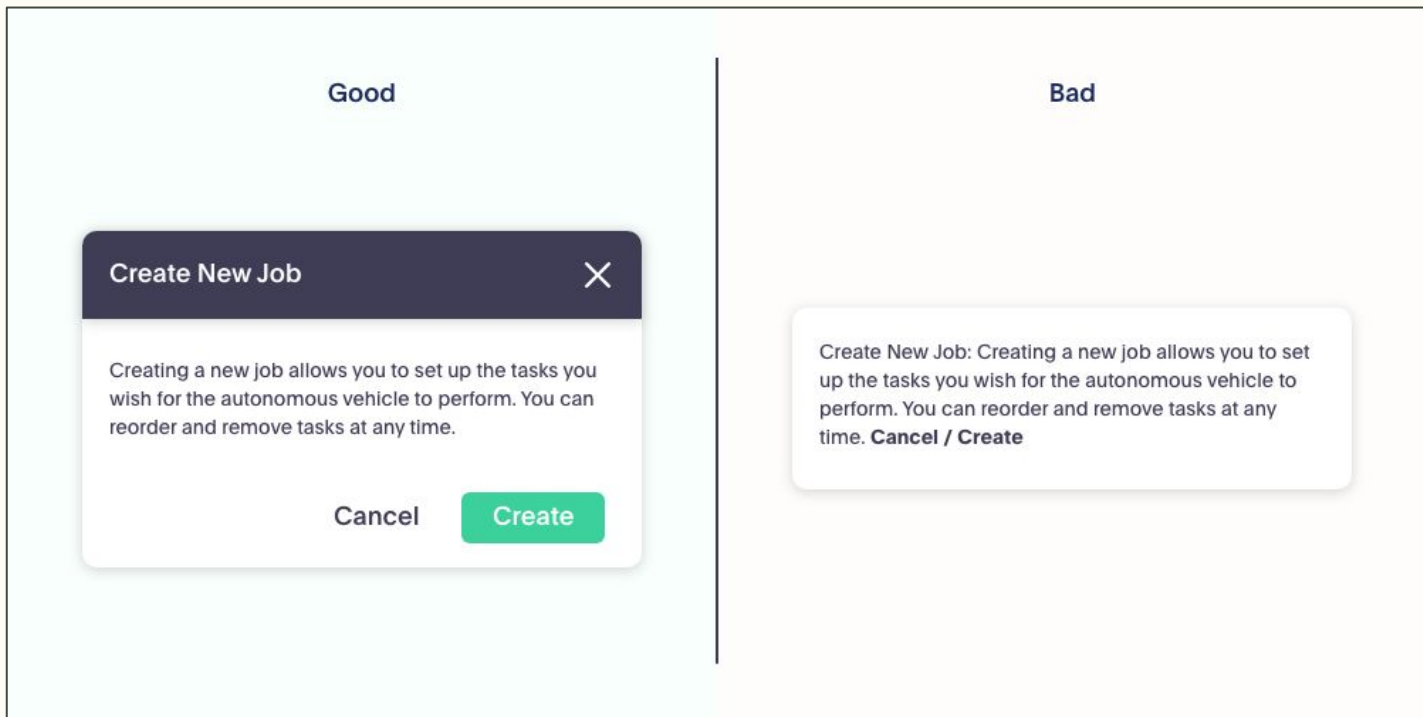 Good
Create New Job
Creating a new job allows you to set up the tasks you
wish for the autonomous vehicle to perform. You can
reorder and remove tasks at any time.
Cancel
Create
Bad
Create New Job: Creating a new job allows you to set
up the tasks you wish for the autonomous vehicle to
perform. You can reorder and remove tasks at any
time. Cancel / Create